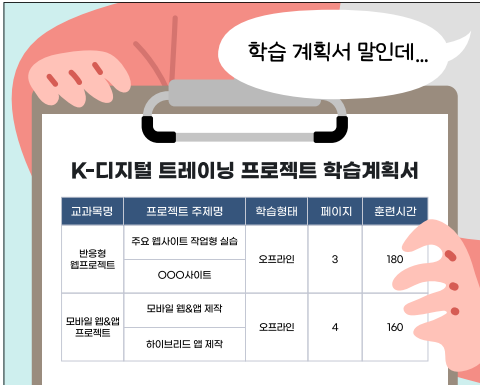 학습 계획서 말인데...
K-디지털 트레이닝 프로젝트 학습계획서
교과목명 프로젝트 주제명 학습형태 페이지 훈련시간
반응형
웹프로젝트
주요 웹사이트 작업형 실습
OOO사이트
오프라인 3 180
모바일 웹&앱
프로젝트
모바일 웹&앱 제작
하이브리드 앱 제작
오프라인 4 160